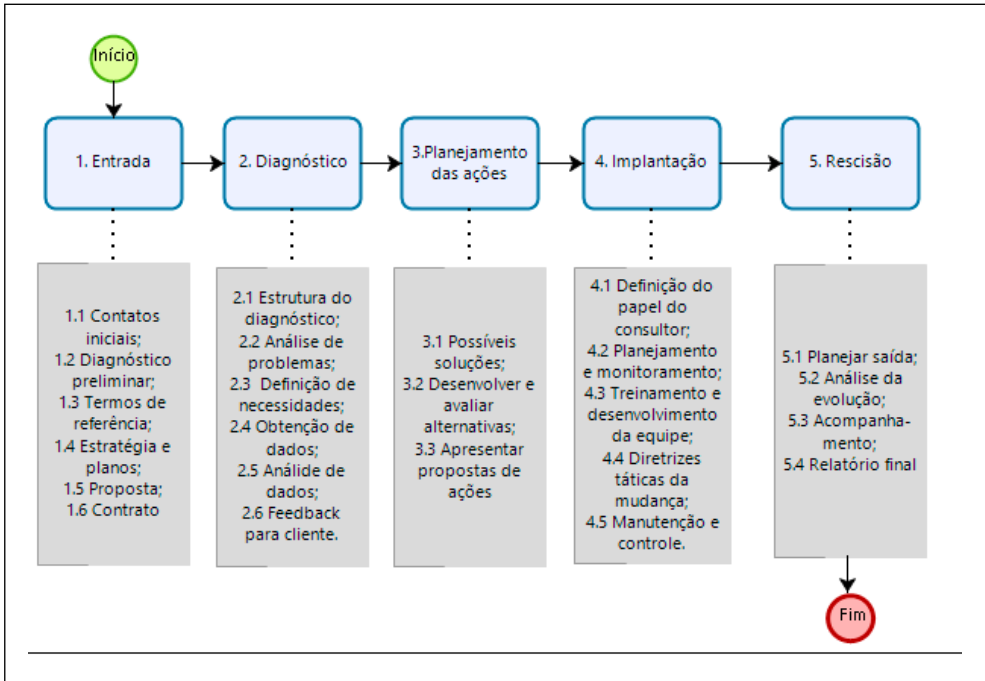 Início
1. Entrada
2. Diagnóstico
3.Planejamento
das ações
4. Implantação
5. Rescisão
1.1 Contatos
iniciais;
1.2 Diagnóstico
preliminar;
1.3 Termos de
referência;
1.4 Estratégia e
planos;
1.5 Proposta;
1.6 Contrato
2.1 Estrutura do
diagnóstico;
2.2 Análise de
problemas;
2.3 Definição de
necessidades;
2.4 Obtenção de
dados;
2.5 Análide de
dados;
2.6 Feedback
para cliente.
3.1 Possíveis
soluções;
3.2 Desenvolver e
avaliar
alternativas;
3.3 Apresentar
propostas de
ações
4.1 Definição do
papel do
consultor;
4.2 Planejamento
e monitoramento;
4.3 Treinamento e
desenvolvimento
da equipe;
4.4 Diretrizes
táticas da
mudança;
4.5 Manutenção e
controle.
5.1 Planejar saída;
5.2 Análise da
evolução;
5.3 Acompanha-
mento;
5.4 Relatório final
Fim